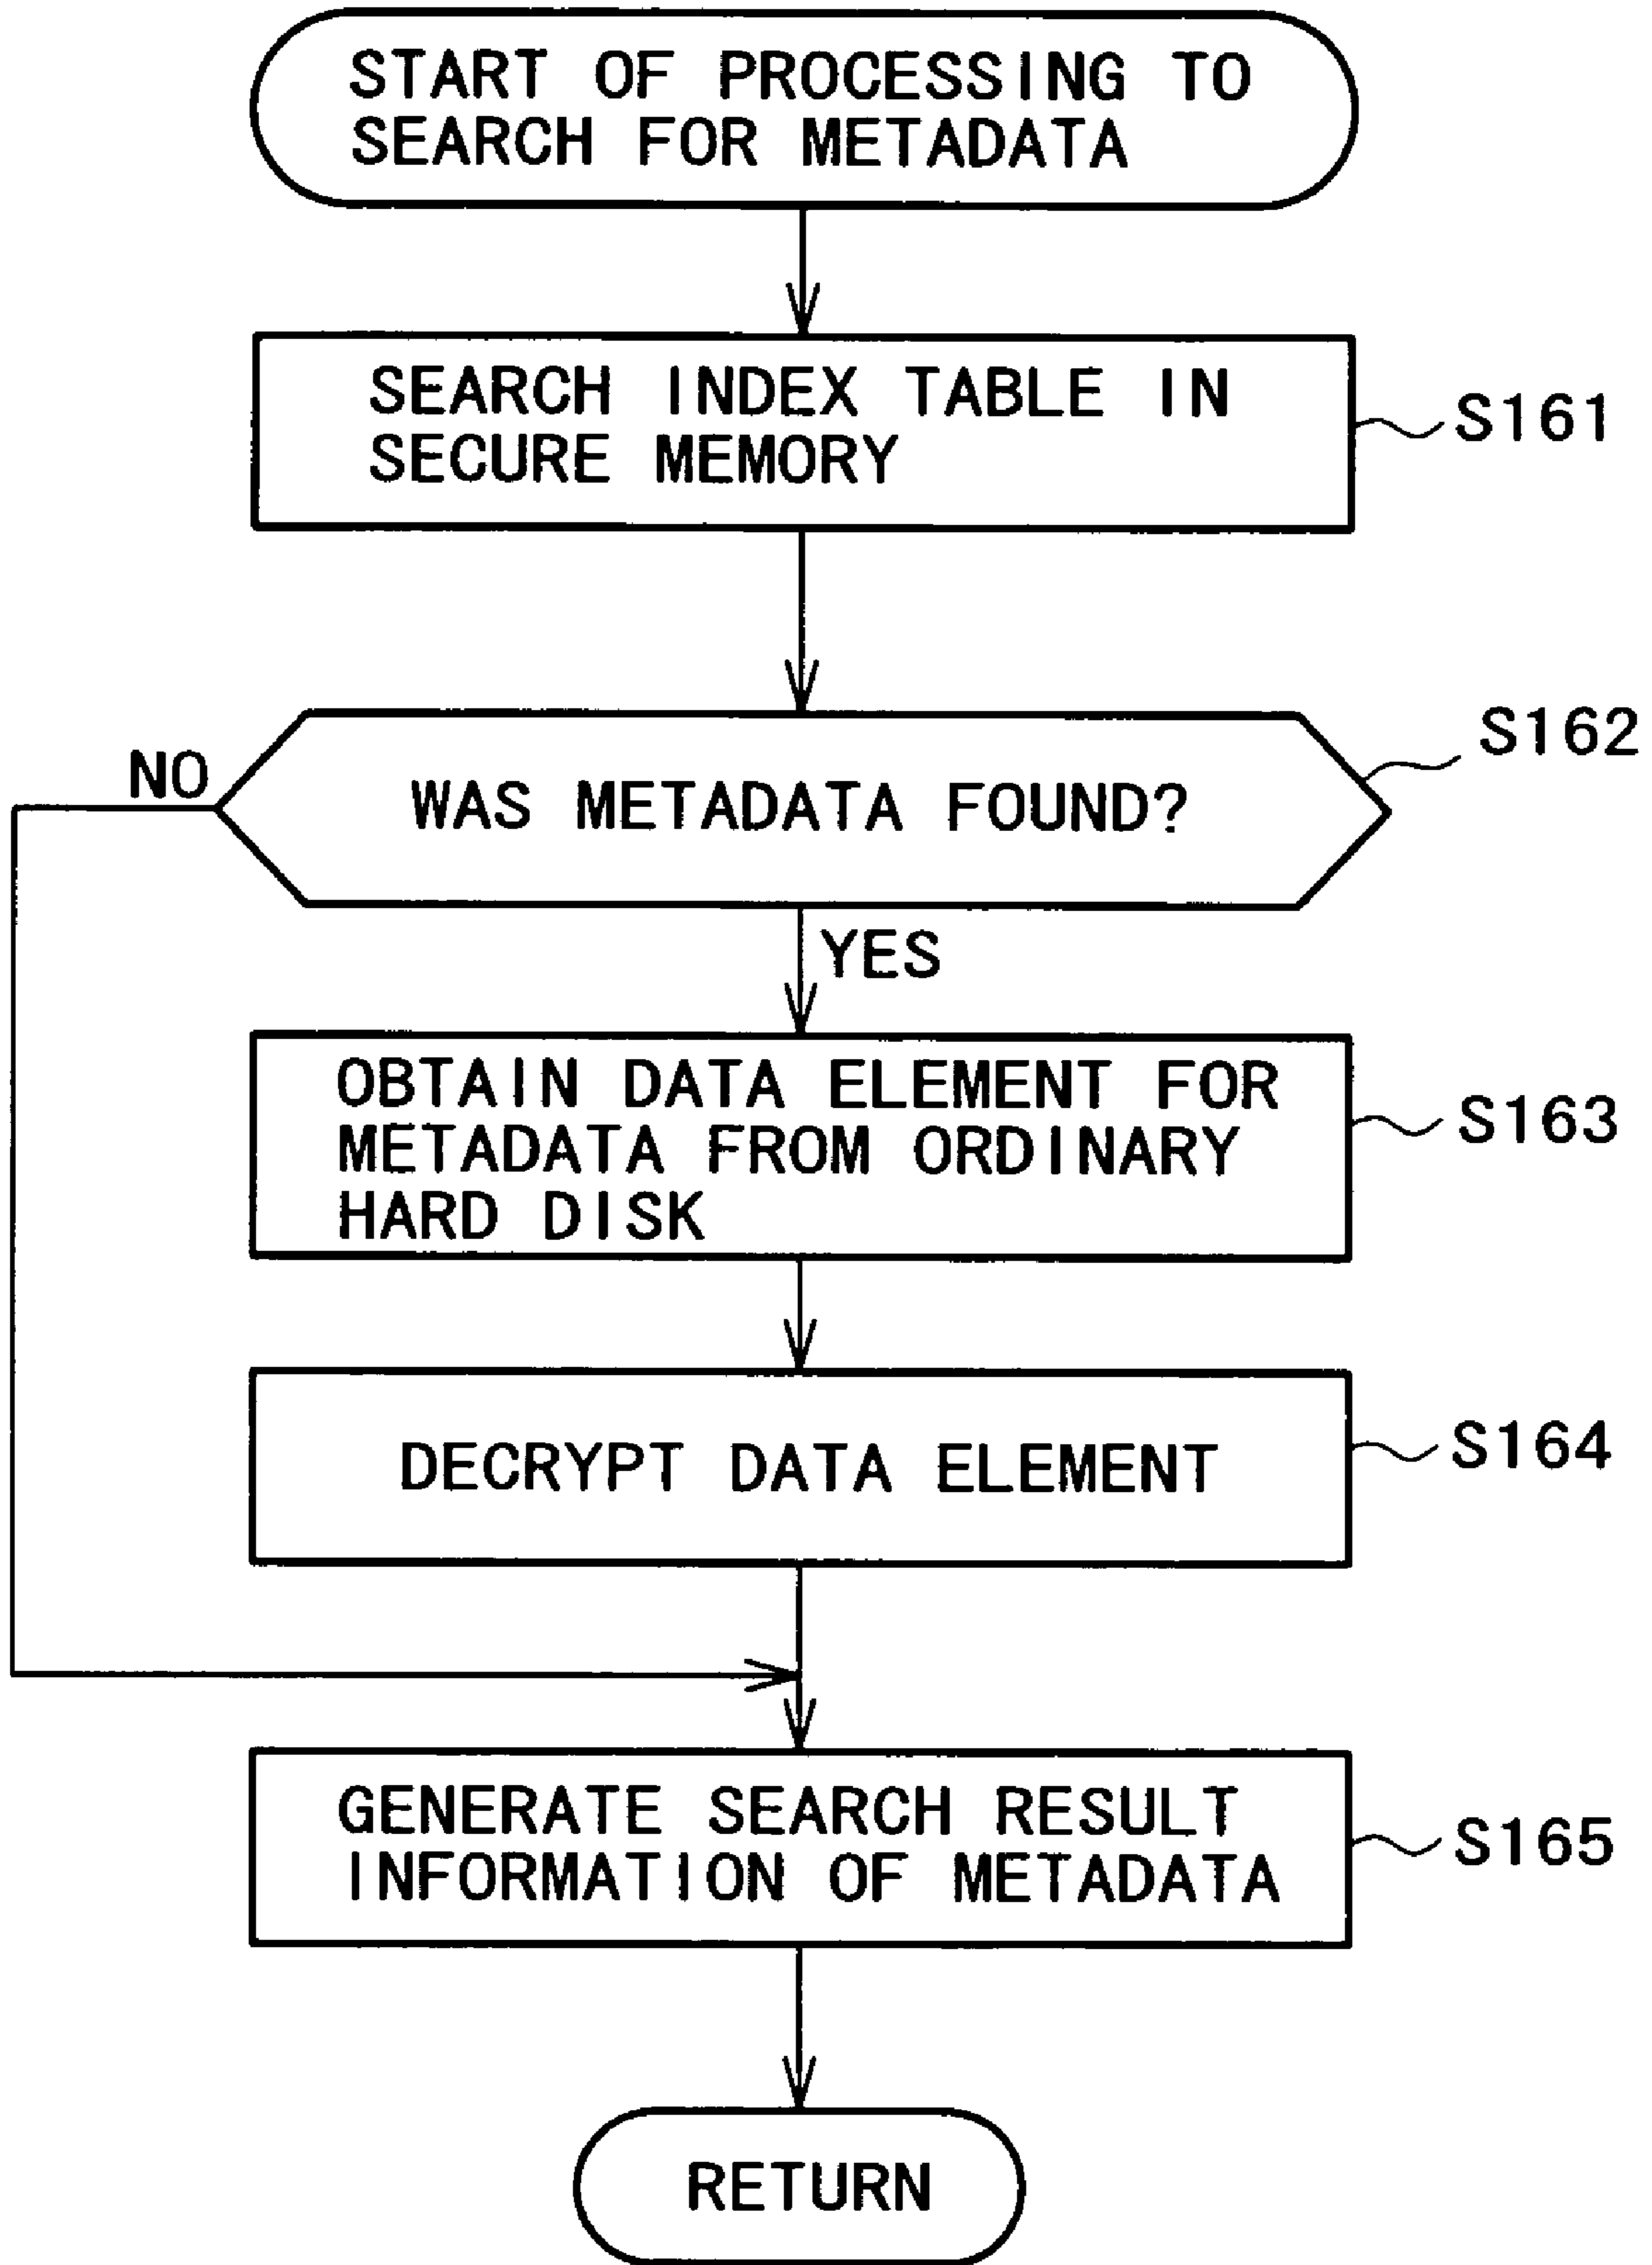 START OF PROCESSING TO
SEARCH FOR METADATA
SEARCH INDEX TABLE IN
SECURE MEMORY
S161
S162
NO
WAS METADATA FOUND?
YES
OBTAIN DATA ELEMENT FOR
METADATA FROM ORDINARY
HARD DISK
S163
DECRYPT DATA ELEMENT
S164
GENERATE SEARCH RESULT
INFORMATION OF METADATA
S165
RETURN